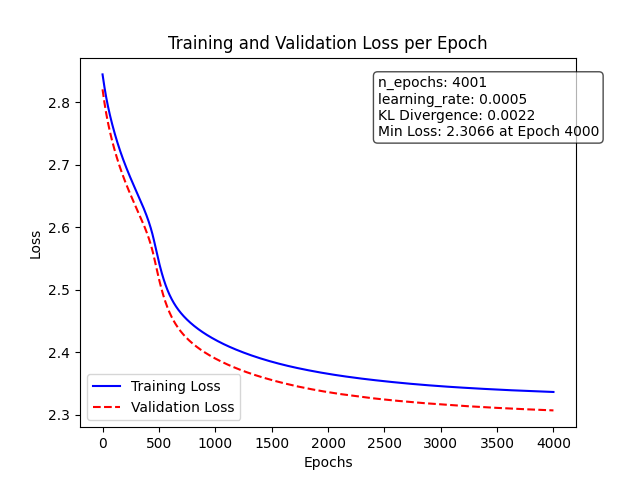 Training and Validation Loss per Epoch
n_epochs: 4001
learning_rate: 0.0005
KL Divergence: 0.0022
Min Loss: 2.3066 at Epoch 4000
2.8
2.7
2.6
2.5
2.4
2.3
Loss
Training Loss
Validation Loss
0 500 1000 1500 2000 2500 3000 3500 4000
Epochs